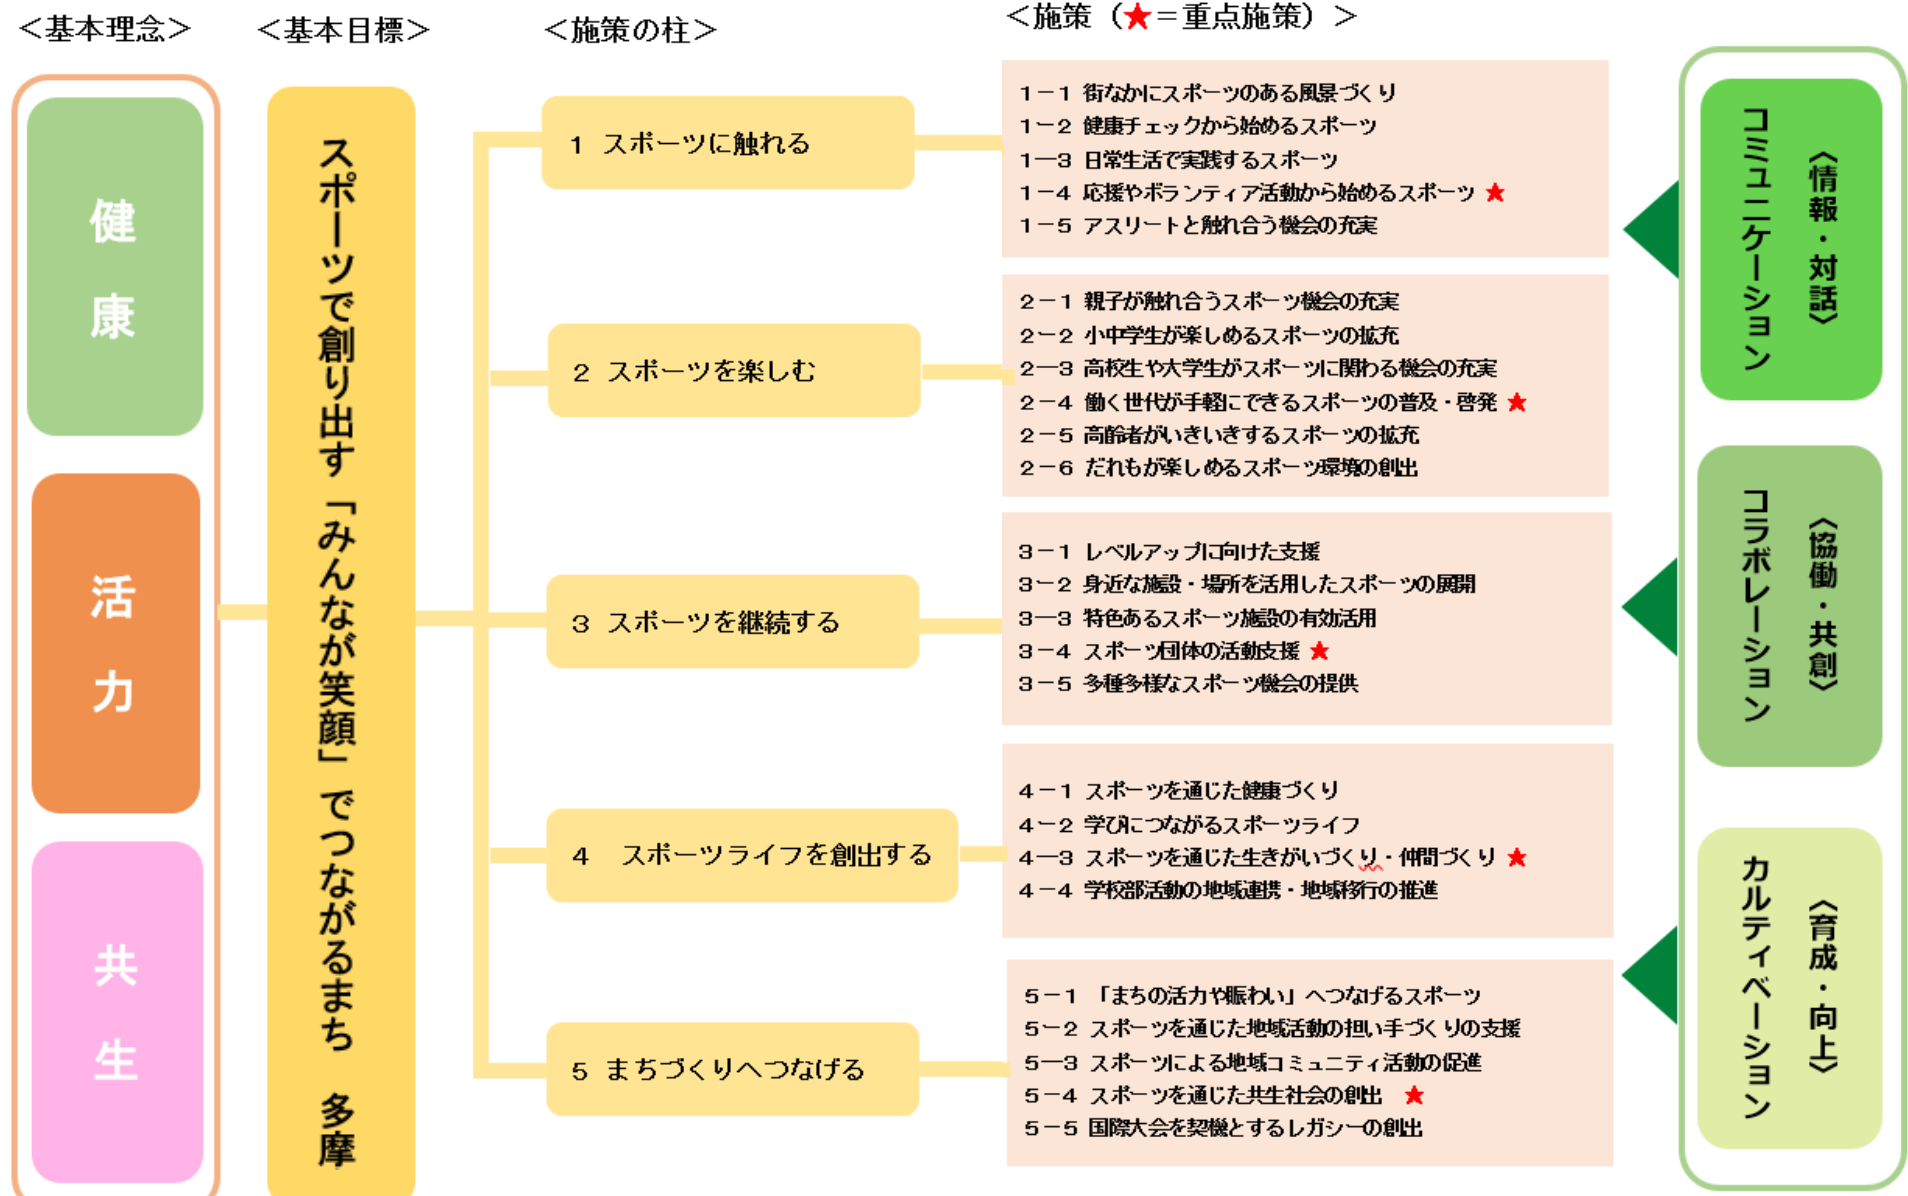 ＜基本理念＞
＜基本目標＞
＜施策の柱＞
＜施策（★＝重点施策）＞
健康
活力
共生
スポーツで創り出す「みんなが笑顔」でつながるまち　多摩
1 スポーツに触れる
1－1 街なかにスポーツのある風景づくり
1－2 健康チェックから始めるスポーツ
1―3 日常生活で実践するスポーツ
1－4 応援やボランティア活動から始めるスポーツ ★
1－5 アスリートと触れ合う機会の充実
2 スポーツを楽しむ
2－1 親子が触れ合うスポーツ機会の充実
2－2 小中学生が楽しめるスポーツの拡充
2―3 高校生や大学生がスポーツに関わる機会の充実
2－4 働く世代が手軽にできるスポーツの普及・啓発 ★
2－5 高齢者がいきいきするスポーツの拡充
2－6 だれもが楽しめるスポーツ環境の創出
3 スポーツを継続する
3－1 レベルアップに向けた支援
3－2 身近な施設・場所を活用したスポーツの展開
3―3 特色あるスポーツ施設の有効活用
3－4 スポーツ団体の活動支援 ★
3－5 多種多様なスポーツ機会の提供
4　スポーツライフを創出する
4－1 スポーツを通じた健康づくり
4－2 学びにつながるスポーツライフ
4―3 スポーツを通じた生きがいづくり・仲間づくり ★
4－4 学校部活動の地域連携・地域移行の推進
5 まちづくりへつなげる
5－1 「まちの活力や賑わい」へつなげるスポーツ
5－2 スポーツを通じた地域活動の担い手づくりの支援
5―3 スポーツによる地域コミュニティ活動の促進
5－4 スポーツを通じた共生社会の創出 ★
5－5 国際大会を契機とするレガシーの創出
〈情報・対話〉
コミュニケーション
〈協働・共創〉
コラボレーション
〈育成・向上〉
カルティベーション